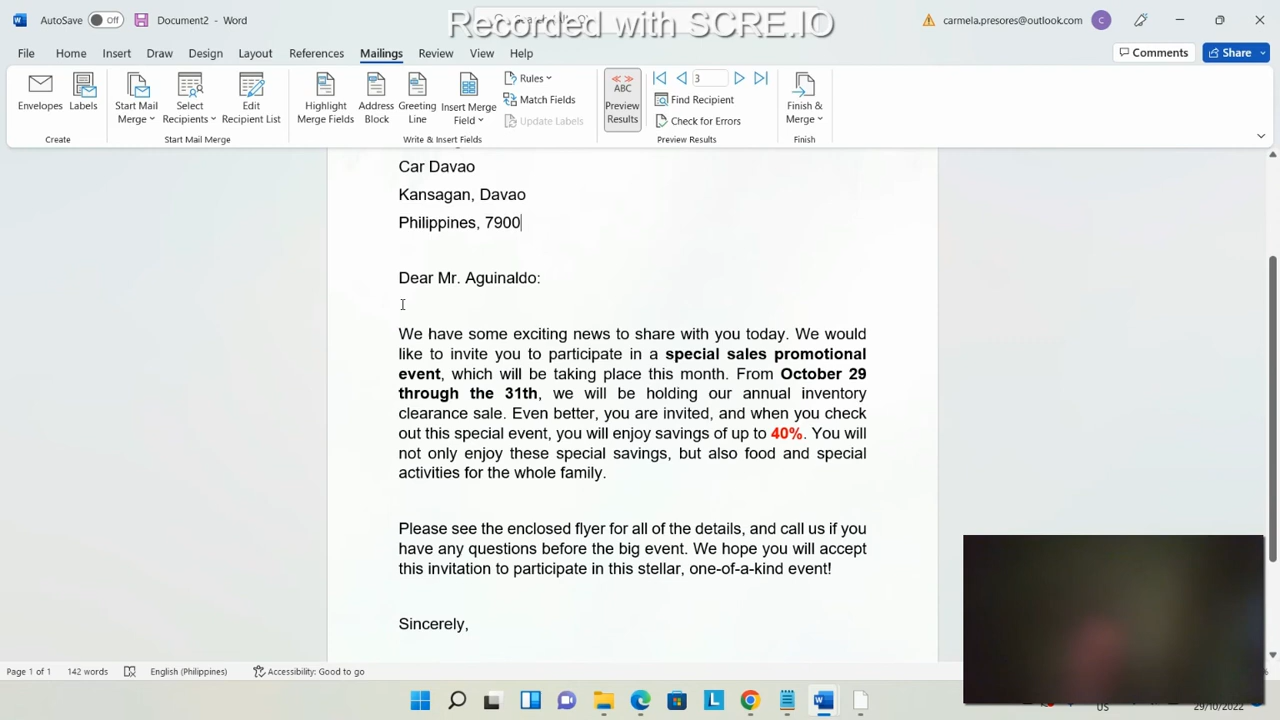 AutoSave Off Document2 - Word carmela.presores@outlook.com C
Recorded with SCRE.IO
File Home Insert Draw Design Layout References Mailings Review View Help Comments Share
Envelopes
Labels
Start Mail
Merge
Select
Recipients
Edit
Recipient List
Highlight
Merge Fields
Address
Block
Greeting
Line
Insert Merge
Field
Rules
Match Fields
Update Labels
ABC
Preview
Results
3
Find Recipient
Check for Errors
Finish &
Merge
Create Start Mail Merge Write & Insert Fields Preview Results Finish
Car Davao
Kansagan, Davao
Philippines, 7900
Dear Mr. Aguinaldo:
We have some exciting news to share with you today. We would
like to invite you to participate in a special sales promotional
event, which will be taking place this month. From October 29
through the 31th, we will be holding our annual inventory
clearance sale. Even better, you are invited, and when you check
out this special event, you will enjoy savings of up to 40%. You will
not only enjoy these special savings, but also food and special
activities for the whole family.
Please see the enclosed flyer for all of the details, and call us if you
have any questions before the big event. We hope you will accept
this invitation to participate in this stellar, one-of-a-kind event!
Sincerely,
Page 1 of 1 142 words English (Philippines) Accessibility: Good to go
US 29/10/2022